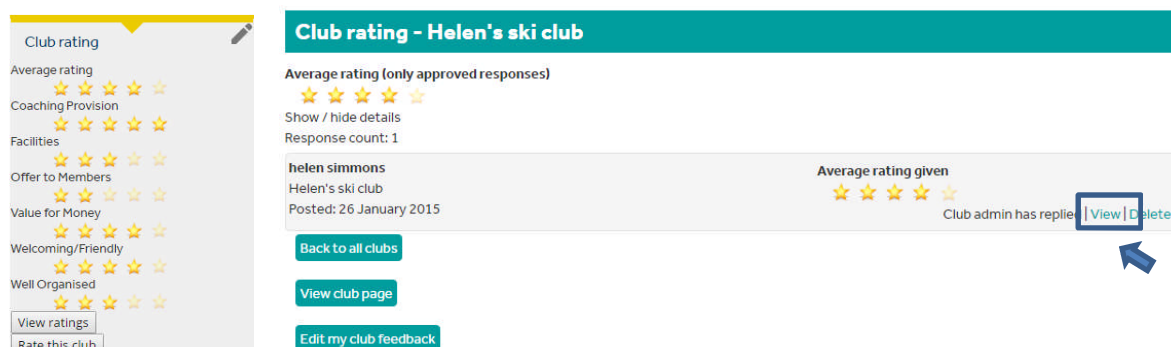 Club rating
Average rating
Coaching Provision
Facilities
Offer to Members
Value for Money
Welcoming/Friendly
Well Organised
View ratings
Rate this club
Club rating - Helen's ski club
Average rating (only approved responses)
Show / hide details
Response count: 1
helen simmons
Helen's ski club
Posted: 26 January 2015
Average rating given
Club admin has replied | View | Delete
Back to all clubs
View club page
Edit my club feedback